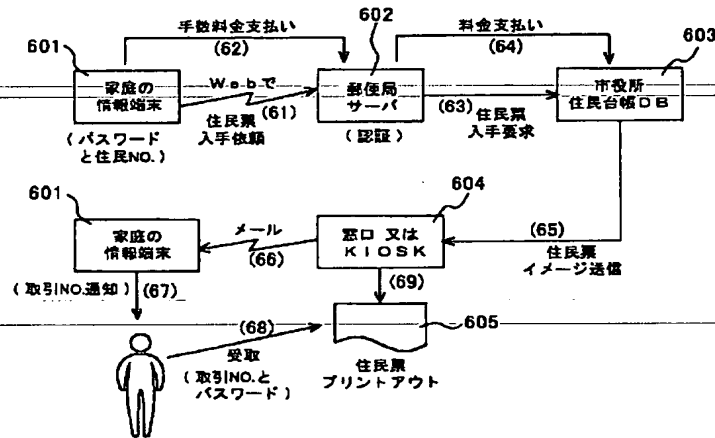 手数料金支払い
601
(62)
602
料金支払い
(64)
603
家庭の
情報端末
Webで
(61)
住民票
入手依頼
郵便局
サーバ
(認証)
(63)
住民票
入手要求
市役所
住民台帳DB
(パスワード
と住民NO.)
601
家庭の
情報端末
メール
(66)
604
窓口又は
KIOSK
(65)
住民票
イメージ送信
(取引NO.通知)
(67)
(69)
(68)
受取
(取引NO.と
パスワード)
605
住民票
プリントアウト